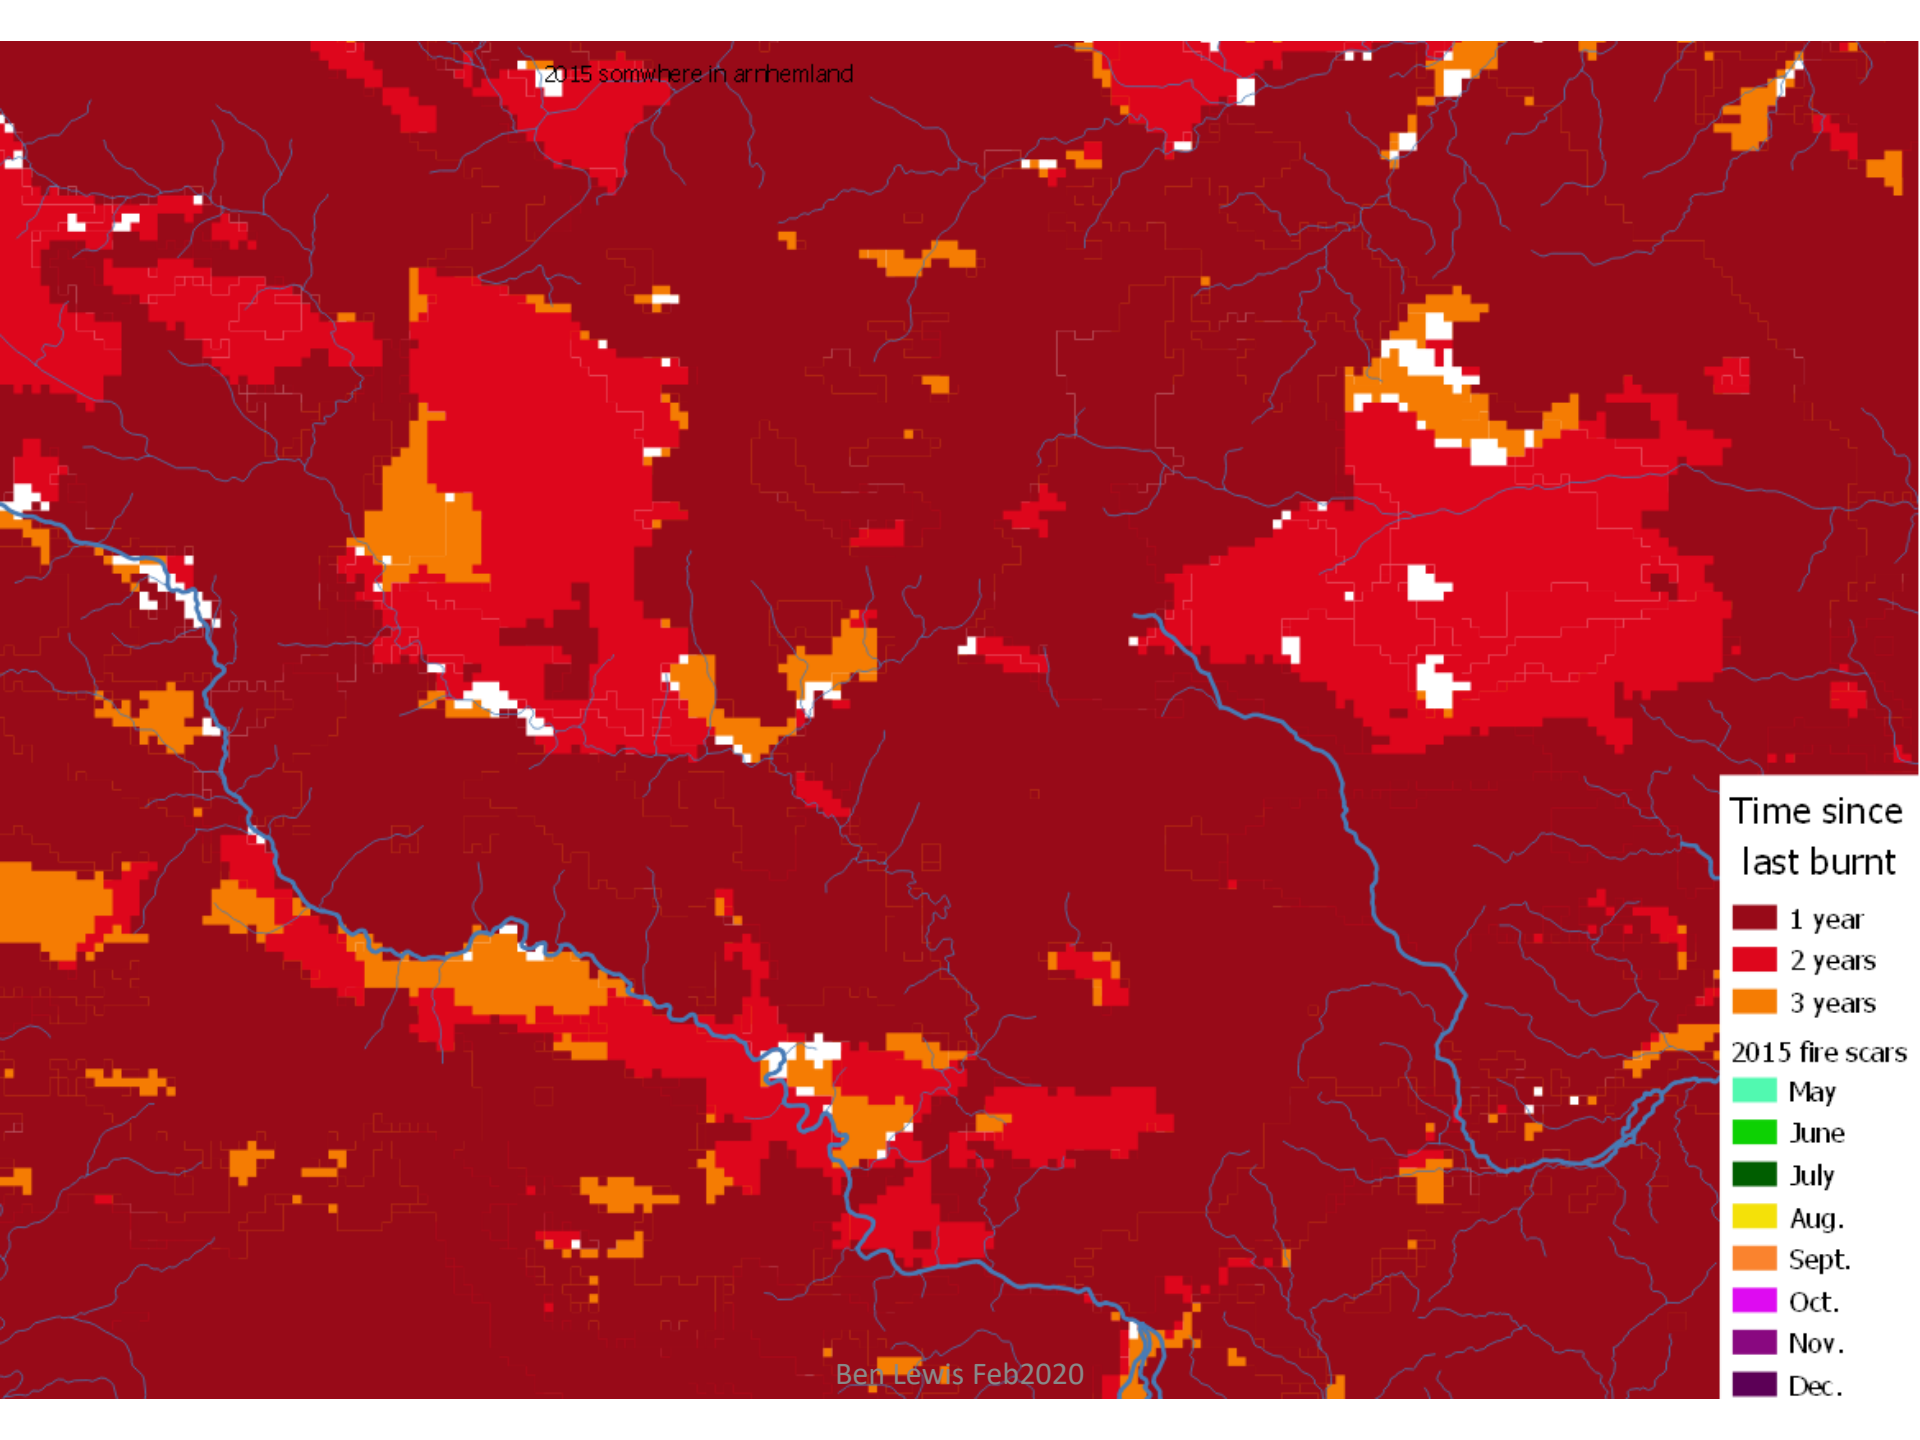 2015 somwhere in arnhemland
Time since
last burnt
1 year
2 years
3 years
2015 fire scars
May
June
July
Aug.
Sept.
Oct.
Nov.
Dec.
Ben Lewis Feb2020